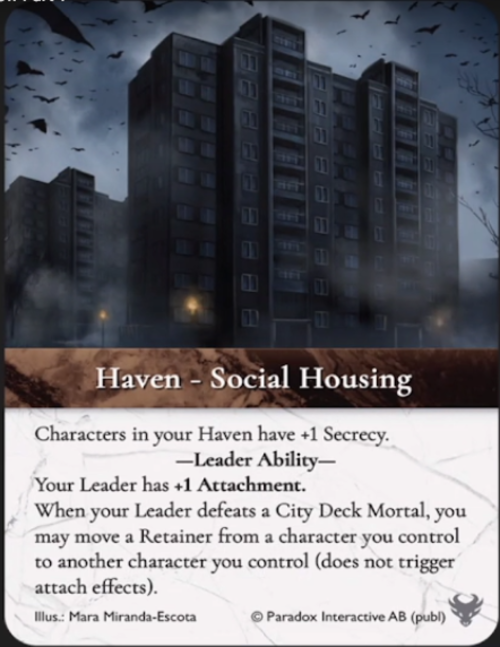 Haven - Social Housing
Characters in your Haven have +1 Secrecy.
—Leader Ability—
Your Leader has +1 Attachment.
When your Leader defeats a City Deck Mortal, you
may move a Retainer from a character you control
to another character you control (does not trigger
attach effects).
Illus.: Mara Miranda-Escota © Paradox Interactive AB (publ)